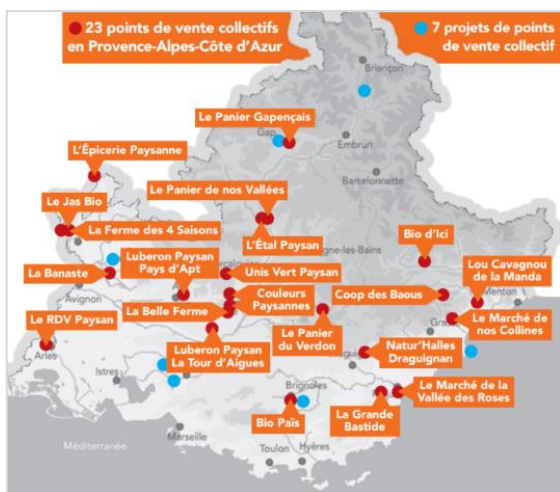 23 points de vente collectifs
en Provence-Alpes-Côte d'Azur
7 projets de points
de vente collectif
Briançon
Le Panier Gapençais
Gap
Embrun
L'Épicerie Paysanne
Barcelonnette
Le Jas Bio
Le Panier de nos Vallées
La Ferme des 4 Saisons
L'Étal Paysan
Bio d'Ici
Luberon Paysan
Pays d'Apt
Lou Cavagnou
de la Manda
La Banaste
Unis Vert Paysan
Menton
Avignon
Couleurs
Paysannes
Coop des Baous
La Belle Ferme
Le RDV Paysan
Le Panier
du Verdon
Le Marché de
nos Collines
Arles
Luberon Paysan
La Tour d'Aigues
Natur'Halles
Draguignan
Istres
Brignoles
Le Marché de la
Vallée des Roses
La Grande
Bastide
Bio Païs
Méditerranée
Marseille
Toulon
Hyères